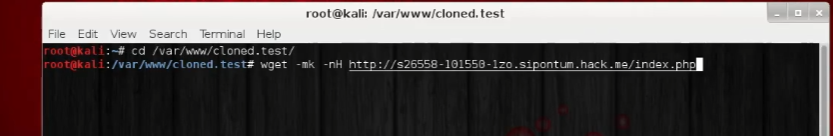 root@kali: /var/www/cloned.test
File Edit View Search Terminal Help
root@kali:~# cd /var/www/cloned.test/
root@kali:/var/www/cloned.test# wget -mk -nH http://s26558-101550-1zo.sipontum.hack.me/index.php